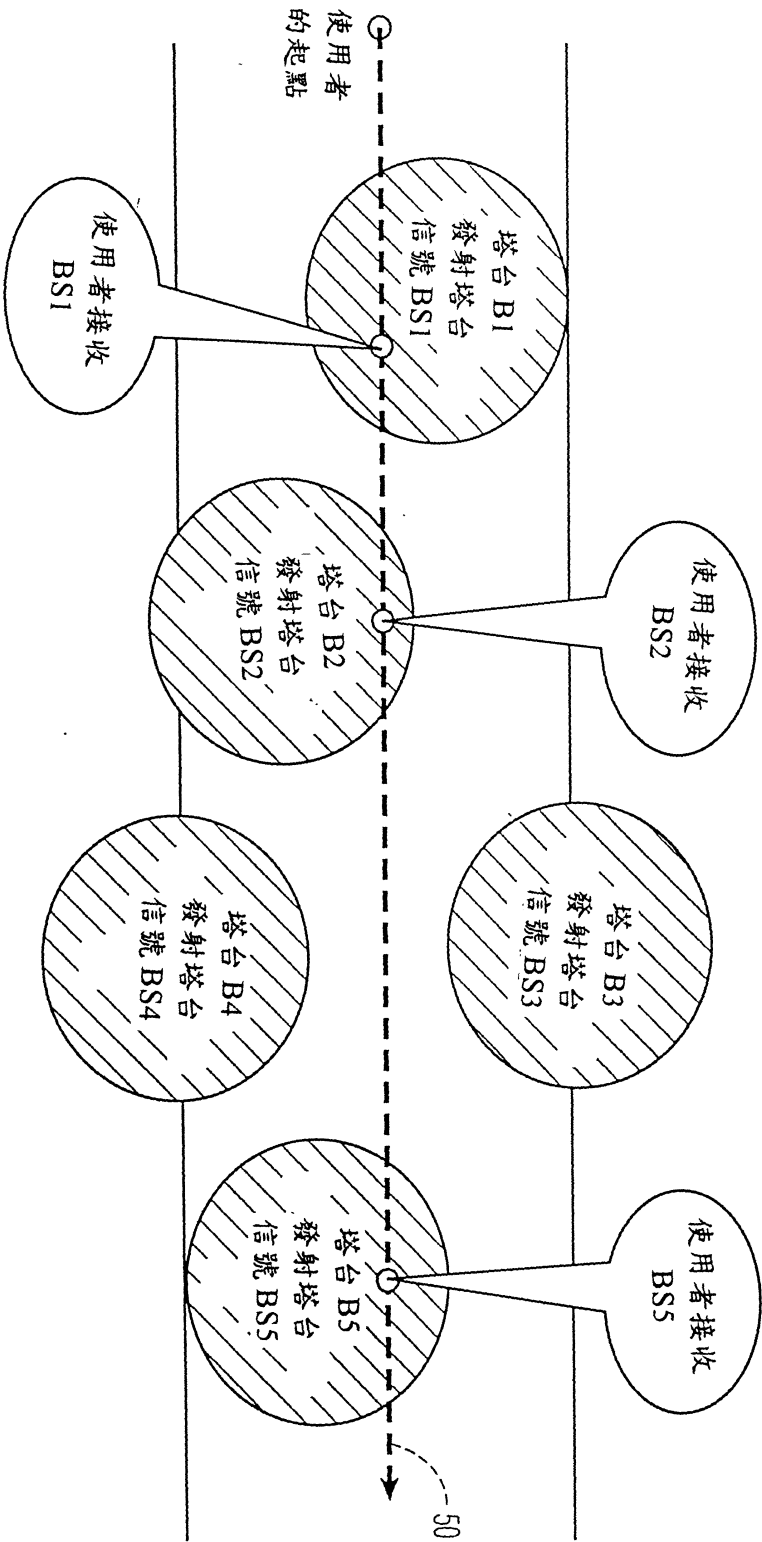 使用者
的起點
塔台 B1
發射塔台
信號 BS1
使用者接收
BS1
塔台 B2
發射塔台
信號 BS2
使用者接收
BS2
塔台 B3
發射塔台
信號 BS3
塔台 B4
發射塔台
信號 BS4
塔台 B5
發射塔台
信號 BS5
使用者接收
BS5
50